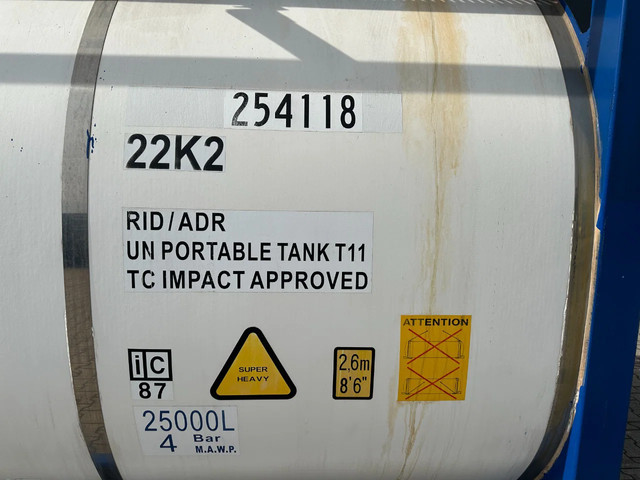 254118
22K2
RID/ADR
UN PORTABLE TANK T11
TC IMPACT APPROVED
ATTENTION
ic
87
SUPER
HEAVY
2,6m
8'6"
25000L
4 Bar
M.A.W.P.